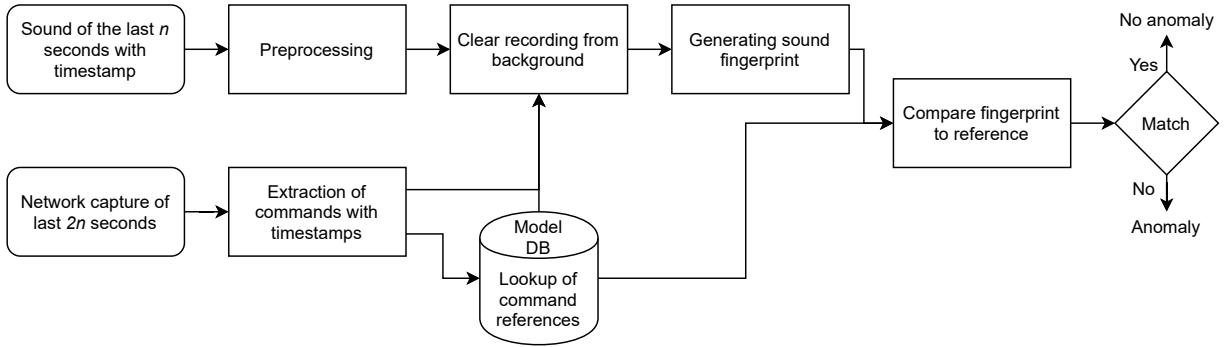 Sound of the last n
seconds with
timestamp
Preprocessing
Clear recording from
background
Generating sound
fingerprint
No anomaly
Yes
Compare fingerprint
to reference
Match
No
Anomaly
Network capture of
last 2n seconds
Extraction of
commands with
timestamps
Model
DB
Lookup of
command
references